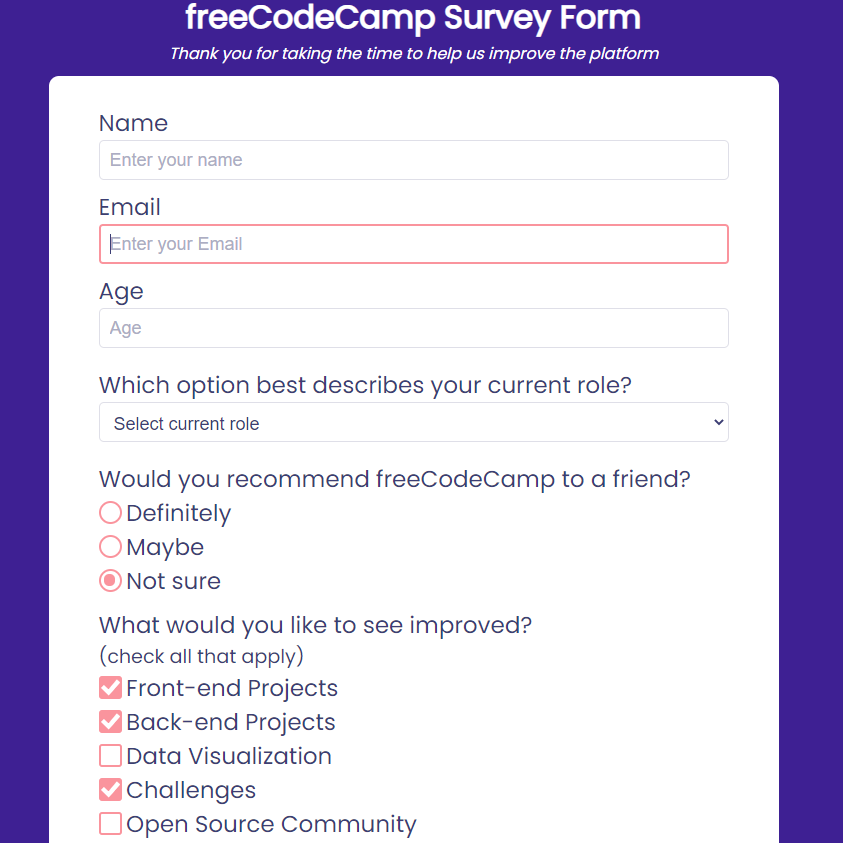 freeCodeCamp Survey Form
Thank you for taking the time to help us improve the platform
Name
Enter your name
Email
Enter your Email
Age
Age
Which option best describes your current role?
Select current role
Would you recommend freeCodeCamp to a friend?
Definitely
Maybe
Not sure
What would you like to see improved?
(check all that apply)
Front-end Projects
Back-end Projects
Data Visualization
Challenges
Open Source Community